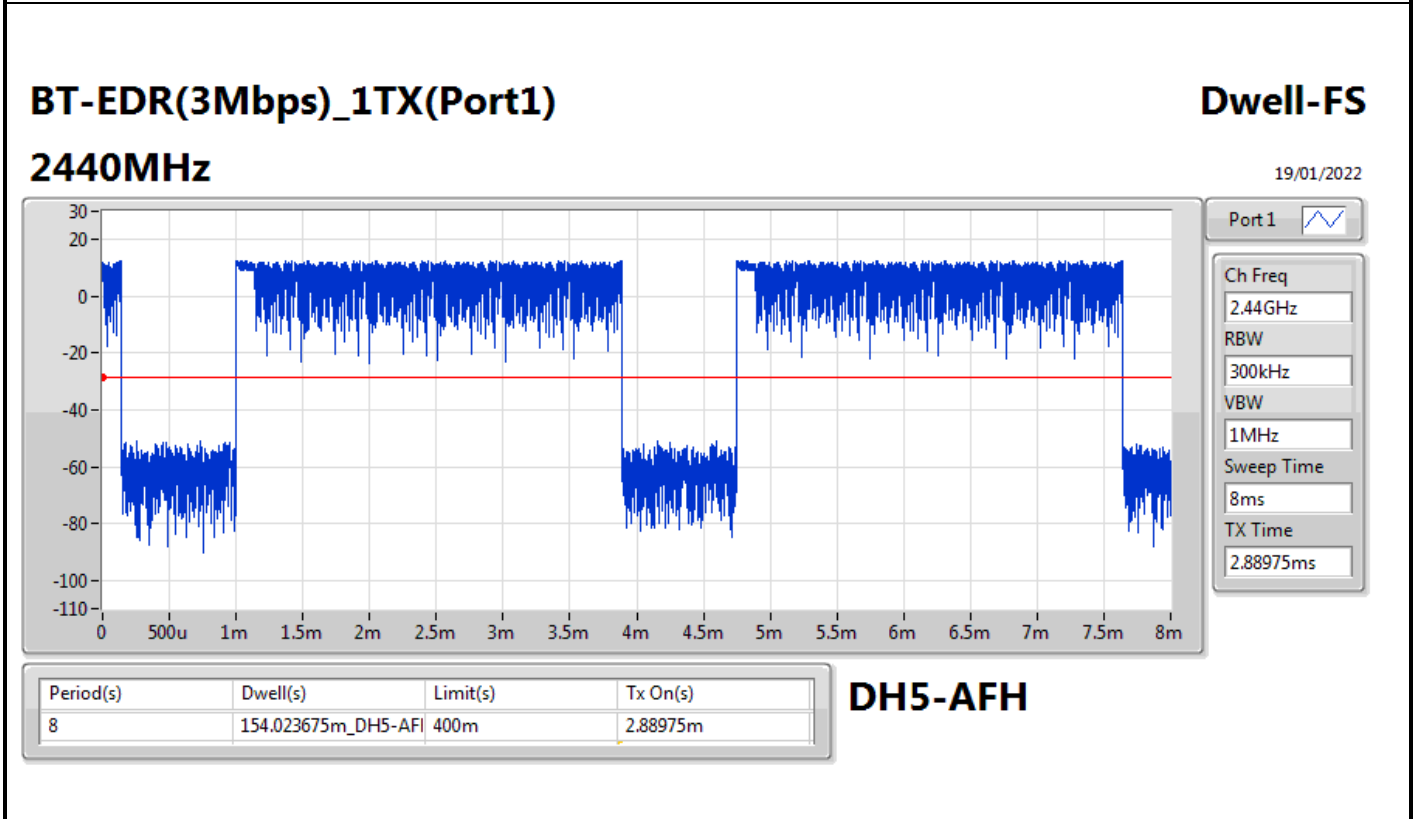 BT-EDR(3Mbps)_1TX(Port1) Dwell-FS
2440MHz 19/01/2022
Port 1
30
20
0
-20
-40
-60
-80
-100
-110
0 500u 1m 1.5m 2m 2.5m 3m 3.5m 4m 4.5m 5m 5.5m 6m 6.5m 7m 7.5m 8m
Ch Freq
2.44GHz
RBW
300kHz
VBW
1MHz
Sweep Time
8ms
TX Time
2.88975ms
Period(s) Dwell(s) Limit(s) Tx On(s)
8 154.023675m_DH5-AFH 400m 2.88975m
DH5-AFH